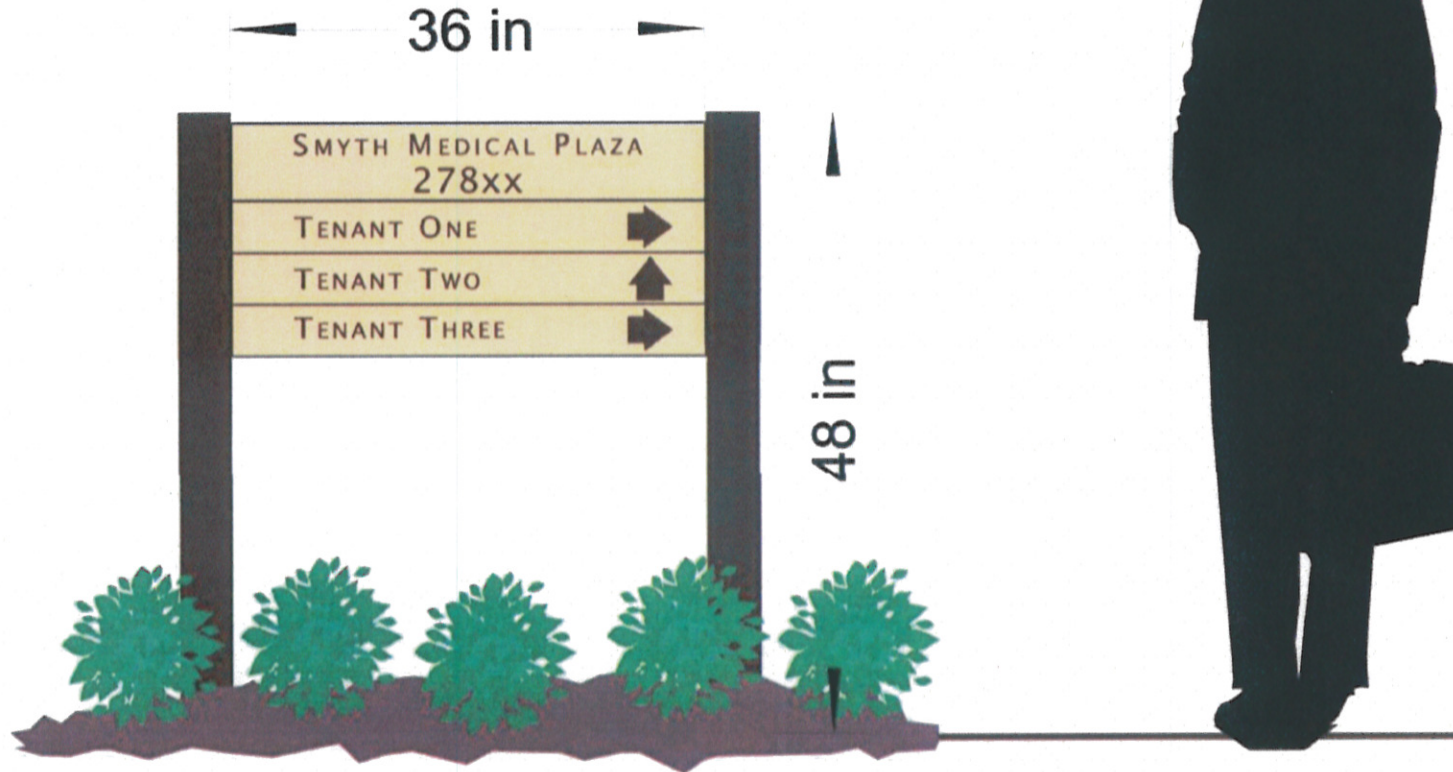 36 in
SMYTH MEDICAL PLAZA
278xx
TENANT ONE
TENANT TWO
TENANT THREE
48 in